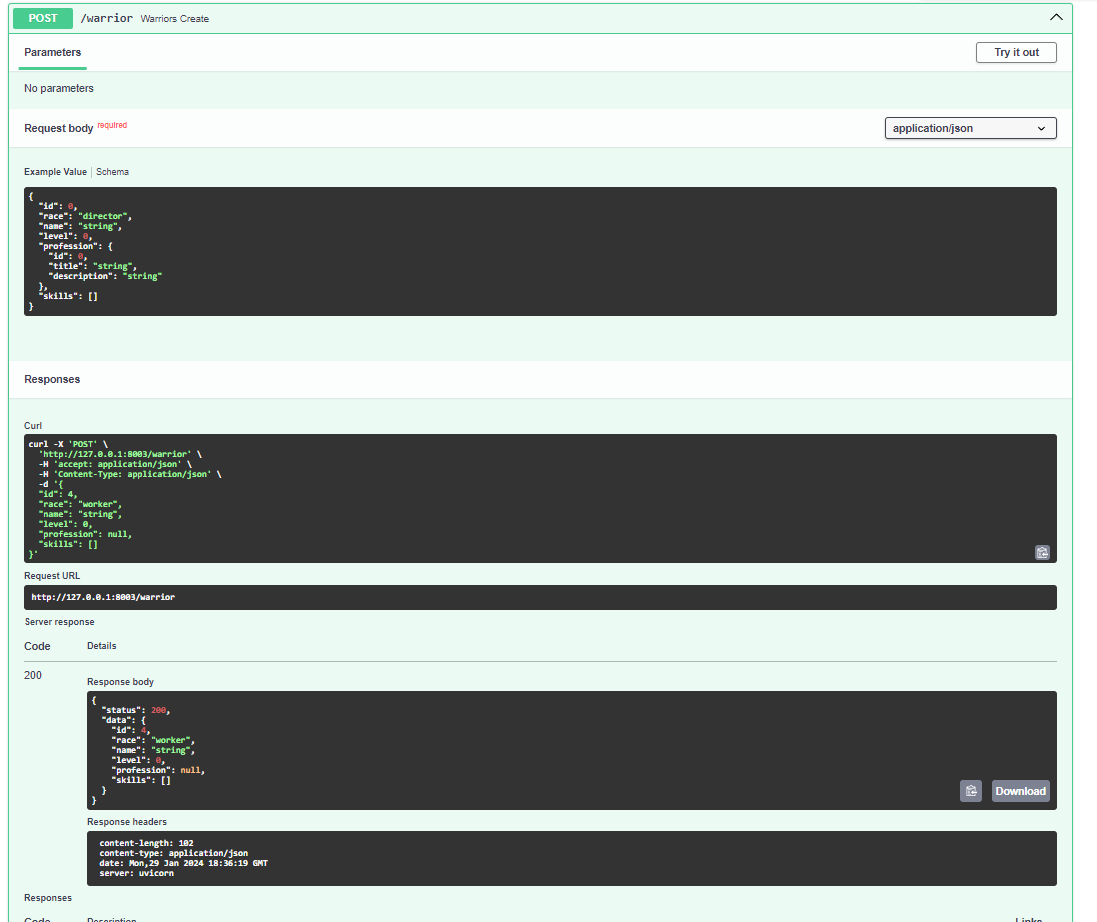 POST /warrior Warriors Create
Parameters
Try it out
No parameters
Request body required
application/json
Example Value | Schema
{
  "id": 0,
  "race": "director",
  "name": "string",
  "level": 0,
  "profession": {
    "id": 0,
    "title": "string",
    "description": "string"
  },
  "skills": []
}
Responses
Curl
curl -X 'POST' \
  'http://127.0.0.1:8003/warrior' \
  -H 'accept: application/json' \
  -H 'Content-Type: application/json' \
  -d '{
  "id": 4,
  "race": "worker",
  "name": "string",
  "level": 0,
  "profession": null,
  "skills": []
}'
Request URL
http://127.0.0.1:8003/warrior
Server response
Code Details
200
Response body
{
  "status": 200,
  "data": {
    "id": 4,
    "race": "worker",
    "name": "string",
    "level": 0,
    "profession": null,
    "skills": []
  }
}
Download
Response headers
content-length: 102
content-type: application/json
date: Mon,29 Jan 2024 18:36:19 GMT
server: uvicorn
Responses
Code Description Links